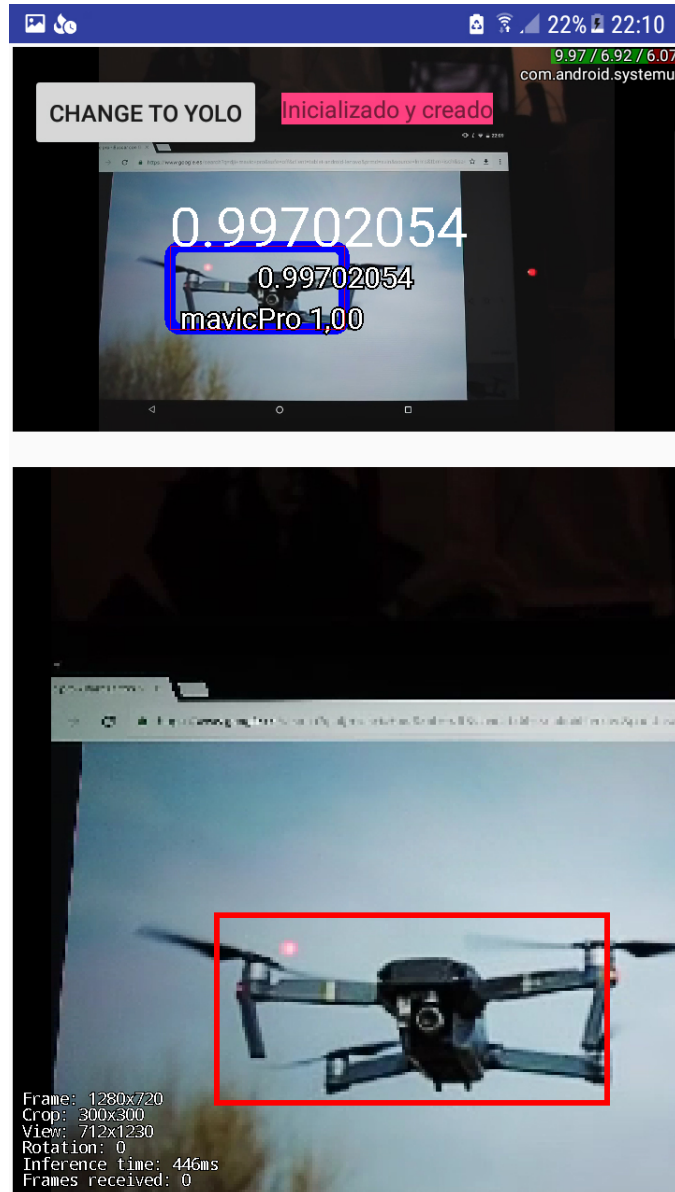 22% 22:10
9.97 / 6.92 / 6.07
com.android.systemu
CHANGE TO YOLO
Inicializado y creado
0.99702054
0.99702054
mavicPro 1,00
Frame: 1280x720
Crop: 300x300
View: 712x1230
Rotation: 0
Inference time: 446ms
Frames received: 0